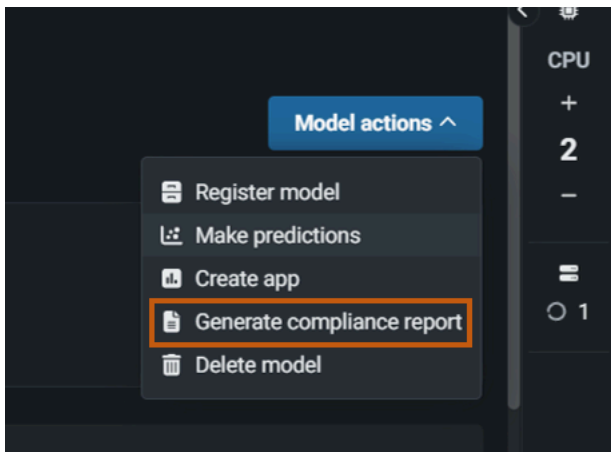 CPU
+
Model actions
2
−
Register model
Make predictions
Create app
Generate compliance report
1
Delete model